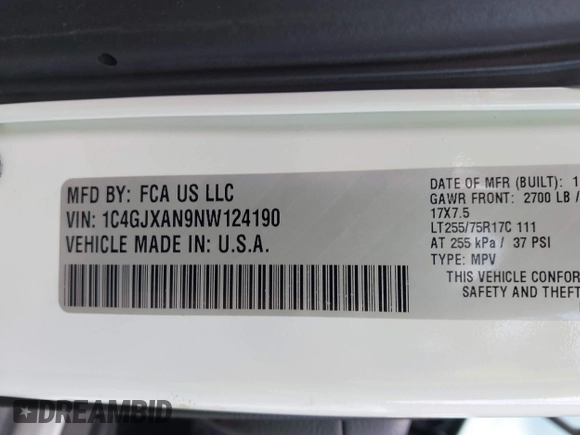 MFD BY: FCA US LLC
VIN: 1C4GJXAN9NW124190
VEHICLE MADE IN: U.S.A.
DATE OF MFR (BUILT): 1
GAWR FRONT: 2700 LB /
17X7.5
LT255/75R17C 111
AT 255 kPa / 37 PSI
TYPE: MPV
THIS VEHICLE CONFOR
SAFETY AND THEFT
DREAMBID